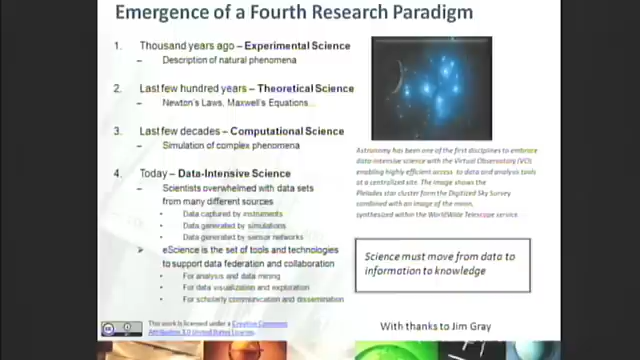 Emergence of a Fourth Research Paradigm
1. Thousand years ago – Experimental Science
– Description of natural phenomena
2. Last few hundred years – Theoretical Science
– Newton's Laws, Maxwell's Equations…
3. Last few decades – Computational Science
– Simulation of complex phenomena
4. Today – Data-Intensive Science
– Scientists overwhelmed with data sets
from many different sources
• Data captured by instruments
• Data generated by simulations
• Data generated by sensor networks
➢ eScience is the set of tools and technologies
to support data federation and collaboration
• For analysis and data mining
• For data visualization and exploration
• For scholarly communication and dissemination
Astronomy has been one of the first disciplines to embrace
data-intensive science with the Virtual Observatory (VO),
enabling highly efficient access to data and analysis tools
at a centralized site. The image shows the
Pleiades star cluster form the Digitized Sky Survey
combined with an image of the moon,
synthesized within the WorldWide Telescope service.
Science must move from data to
information to knowledge
With thanks to Jim Gray
This work is licensed under a Creative Commons
Attribution 3.0 United States License.